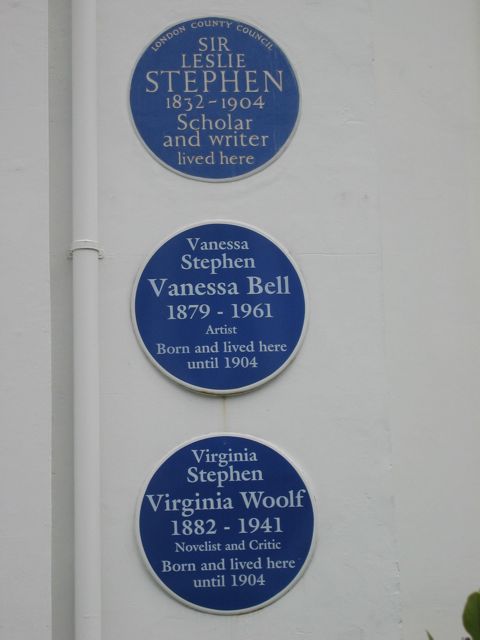 LONDON COUNTY COUNCIL
SIR
LESLIE
STEPHEN
1832-1904
Scholar
and writer
lived here
Vanessa
Stephen
Vanessa Bell
1879 - 1961
Artist
Born and lived here
until 1904
Virginia
Stephen
Virginia Woolf
1882 - 1941
Novelist and Critic
Born and lived here
until 1904